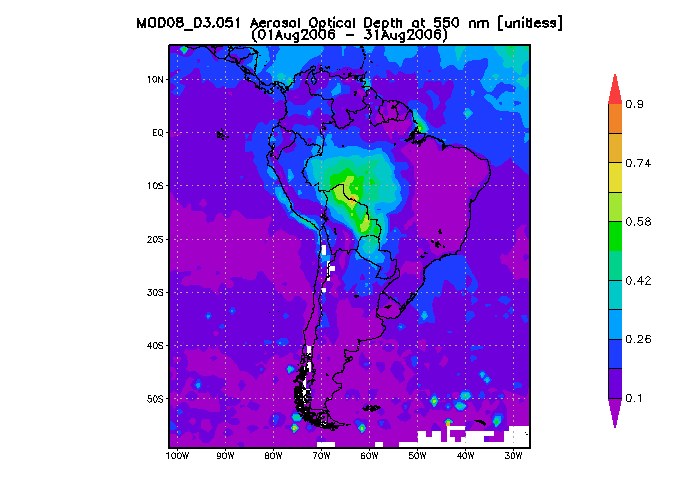 MOD08_D3.051 Aerosol Optical Depth at 550 nm [unitless]
(01Aug2006 - 31Aug2006)
10N
EQ
10S
20S
30S
40S
50S
100W 90W 80W 70W 60W 50W 40W 30W
0.9
0.74
0.58
0.42
0.26
0.1